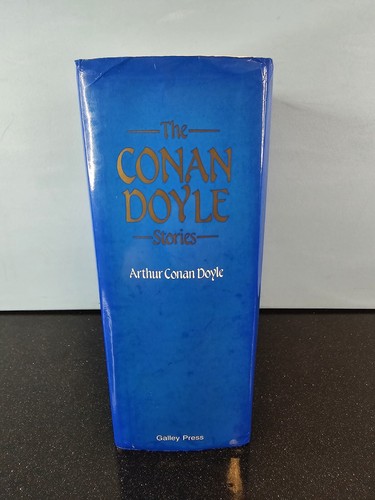 The
CONAN
DOYLE
Stories
Arthur Conan Doyle
Galley Press